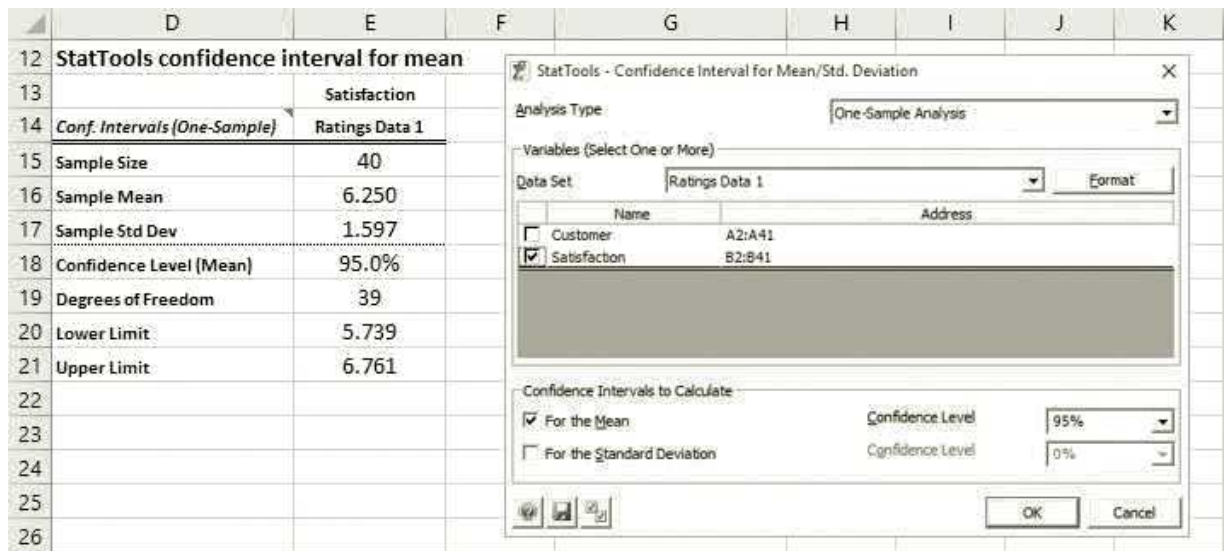 D E F G H I J K
12 StatTools confidence interval for mean
13 Satisfaction
14 Conf. Intervals (One-Sample) Ratings Data 1
15 Sample Size 40
16 Sample Mean 6.250
17 Sample Std Dev 1.597
18 Confidence Level (Mean) 95.0%
19 Degrees of Freedom 39
20 Lower Limit 5.739
21 Upper Limit 6.761
22
23
24
25
26
StatTools - Confidence Interval for Mean/Std. Deviation
Analysis Type One-Sample Analysis
Variables (Select One or More)
Data Set Ratings Data 1 Format
Name Address
Customer A2:A41
Satisfaction B2:B41
Confidence Intervals to Calculate
For the Mean Confidence Level 95%
For the Standard Deviation Confidence Level 0%
OK Cancel